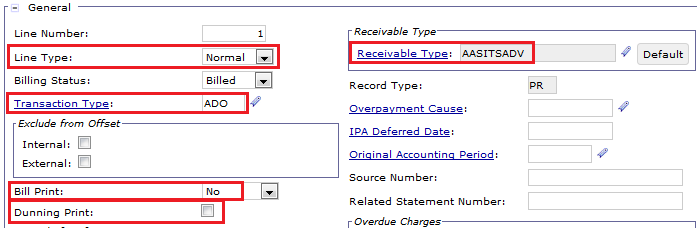 General
Line Number: 1
Line Type: Normal
Billing Status: Billed
Transaction Type: ADO
Exclude from Offset
Internal:
External:
Bill Print: No
Dunning Print:
Receivable Type
Receivable Type: AASITSADV Default
Record Type: PR
Overpayment Cause:
IPA Deferred Date:
Original Accounting Period:
Source Number:
Related Statement Number:
Overdue Charges